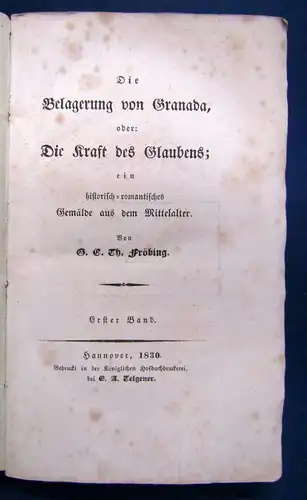 Die
Belagerung von Granada,
oder:
Die Kraft des Glaubens;
ein
historisch-romantisches
Gemälde aus dem Mittelalter.
Von
G. E. Th. Fröbing.
Erster Band.
Hannover, 1830.
Gedruckt in der Königlichen Hofbuchdruckerei,
bei E. A. Telgener.